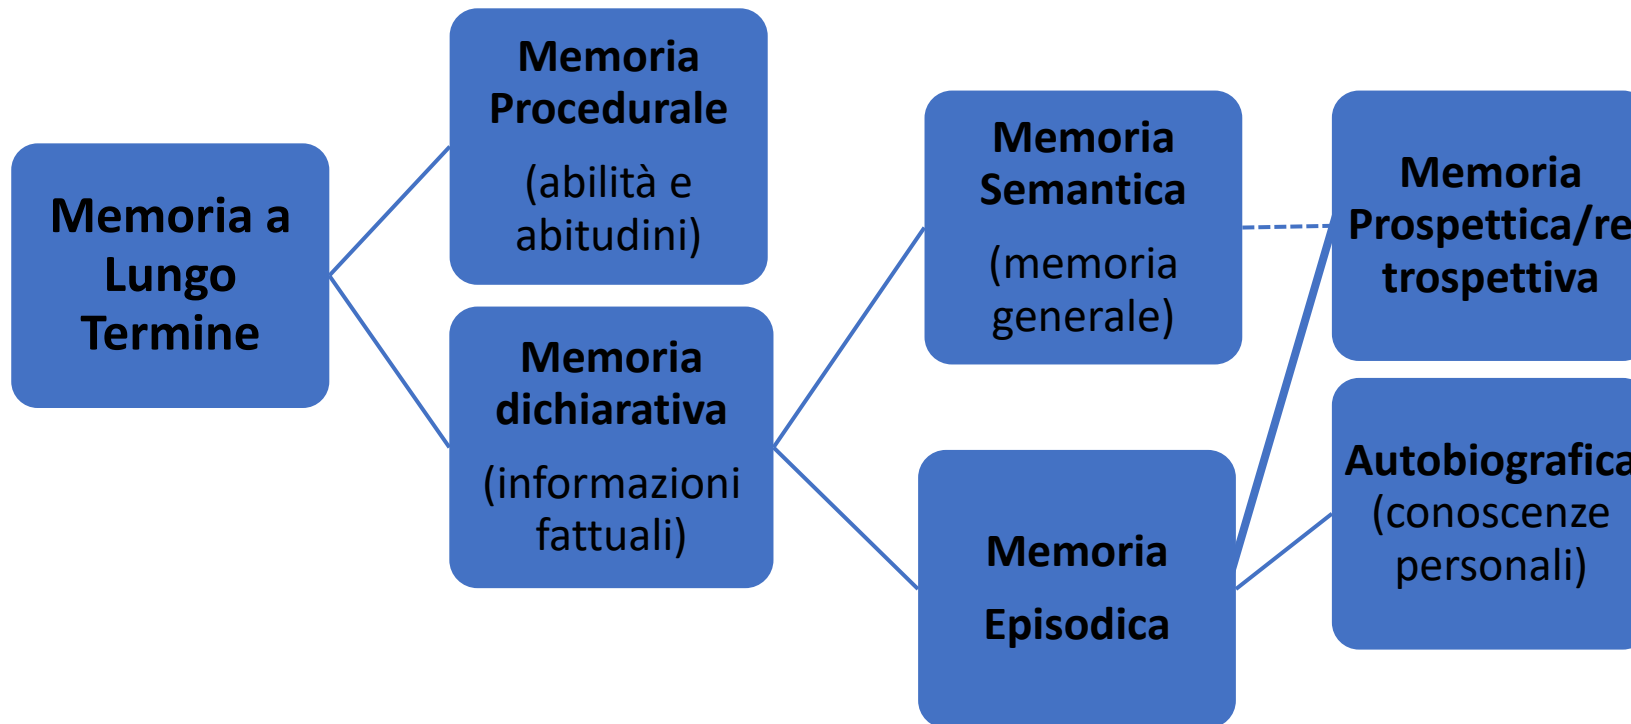 Memoria a
Lungo
Termine
Memoria
Procedurale
(abilità e
abitudini)
Memoria
dichiarativa
(informazioni
fattuali)
Memoria
Semantica
(memoria
generale)
Memoria
Episodica
Memoria
Prospettica/re
trospettiva
Autobiografica
(conoscenze
personali)